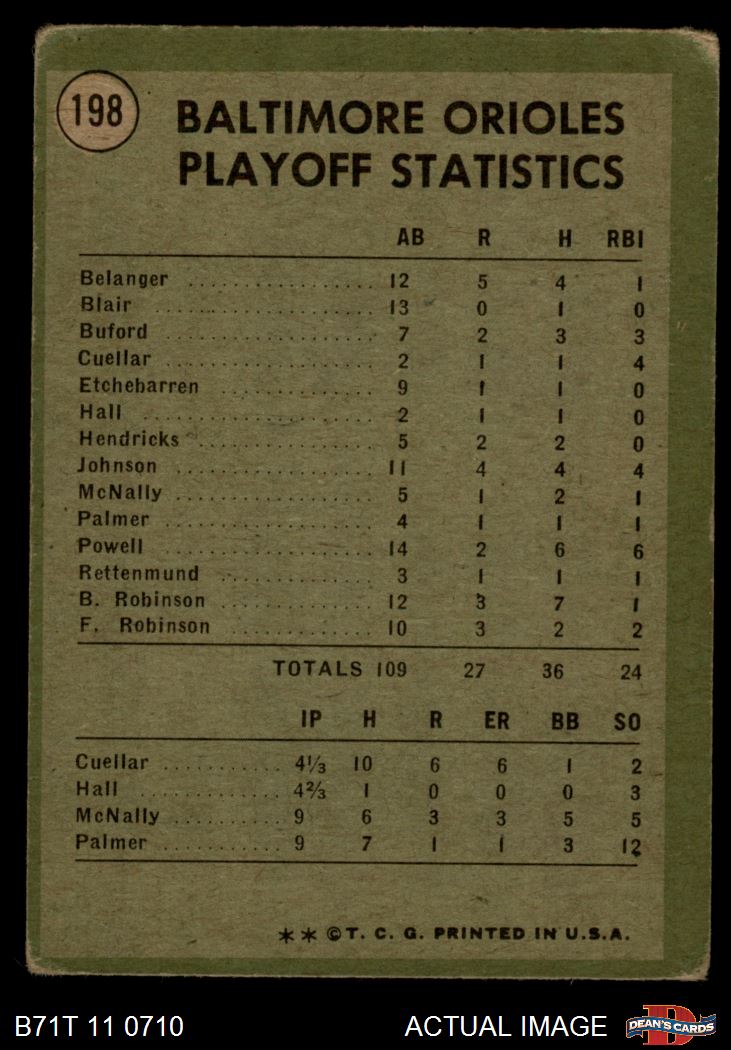 198
BALTIMORE ORIOLES
PLAYOFF STATISTICS
AB R H RBI
Belanger ................. 12 5 4 1
Blair .................... 13 0 1 0
Buford ................... 7 2 3 3
Cuellar .................. 2 1 1 4
Etchebarren .............. 9 1 1 0
Hall ..................... 2 1 1 0
Hendricks ................ 5 2 2 0
Johnson .................. 11 4 4 4
McNally .................. 5 1 2 1
Palmer ................... 4 1 1 1
Powell ................... 14 2 6 6
Rettenmund ............... 3 1 1 1
B. Robinson .............. 12 3 7 1
F. Robinson .............. 10 3 2 2
TOTALS 109 27 36 24
IP H R ER BB SO
Cuellar ........... 4⅓ 10 6 6 1 2
Hall .............. 4⅔ 1 0 0 0 3
McNally ........... 9 6 3 3 5 5
Palmer ............ 9 7 1 1 3 12
** ©T. C. G. PRINTED IN U.S.A.
B71T 11 0710 ACTUAL IMAGE DEAN'S CARDS